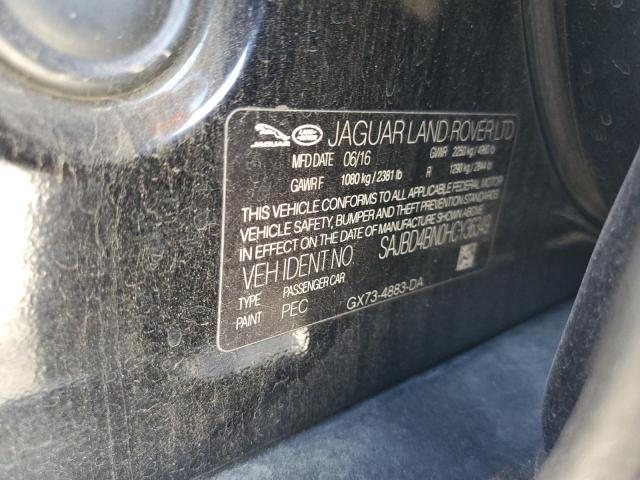 JAGUAR LAND-ROVER JAGUAR LAND ROVER LTD
MFD DATE 06/16 GVWR 2250 kg / 4960 lb
GAWR F 1080 kg / 2381 lb R 1290 kg / 2844 lb
THIS VEHICLE CONFORMS TO ALL APPLICABLE FEDERAL MOTOR
VEHICLE SAFETY, BUMPER AND THEFT PREVENTION STANDARDS
IN EFFECT ON THE DATE OF MANUFACTURE SHOWN ABOVE.
VEH IDENT NO
TYPE PASSENGER CAR
PAINT PEC GX73-4883-DA